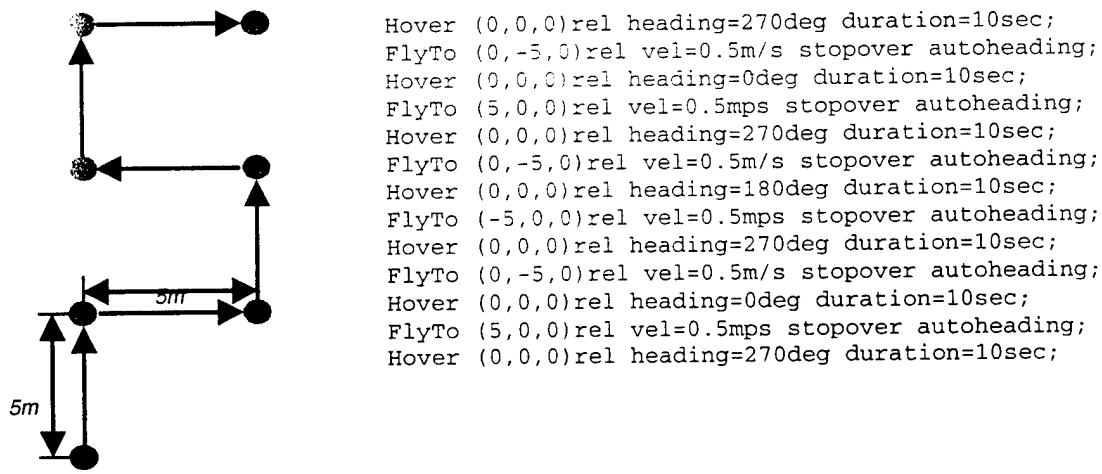 Hover (0,0,0)rel heading=270deg duration=10sec;
FlyTo (0,-5,0)rel vel=0.5m/s stopover autoheading;
Hover (0,0,0)rel heading=0deg duration=10sec;
FlyTo (5,0,0)rel vel=0.5mps stopover autoheading;
Hover (0,0,0)rel heading=270deg duration=10sec;
FlyTo (0,-5,0)rel vel=0.5m/s stopover autoheading;
Hover (0,0,0)rel heading=180deg duration=10sec;
FlyTo (-5,0,0)rel vel=0.5mps stopover autoheading;
Hover (0,0,0)rel heading=270deg duration=10sec;
FlyTo (0,-5,0)rel vel=0.5m/s stopover autoheading;
Hover (0,0,0)rel heading=0deg duration=10sec;
FlyTo (5,0,0)rel vel=0.5mps stopover autoheading;
Hover (0,0,0)rel heading=270deg duration=10sec;
5m
5m